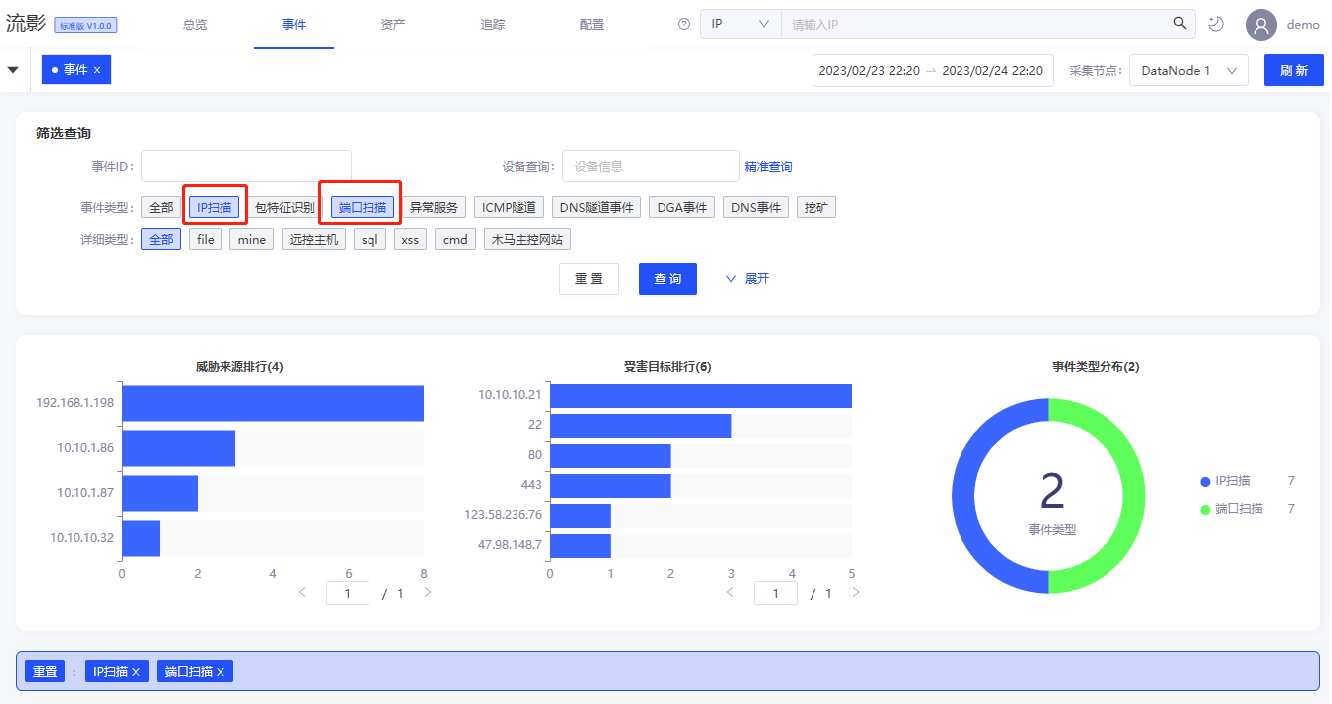 流影 标准版 V1.0.0 总览 事件 资产 追踪 配置 IP 请输入IP demo
事件 × 2023/02/23 22:20 → 2023/02/24 22:20 采集节点: DataNode 1 刷 新
筛选查询
事件ID: 设备查询: 设备信息 精准查询
事件类型: 全部 IP扫描 包特征识别 端口扫描 异常服务 ICMP隧道 DNS隧道事件 DGA事件 DNS事件 挖矿
详细类型: 全部 file mine 远控主机 sql xss cmd 木马主控网站
重 置 查 询 展开
威胁来源排行(4)
192.168.1.198
10.10.1.86
10.10.1.87
10.10.10.32
0 2 4 6 8
< 1 / 1 >
受害目标排行(6)
10.10.10.21
22
80
443
123.58.236.76
47.98.148.7
0 1 2 3 4 5
< 1 / 1 >
事件类型分布(2)
2
事件类型
IP扫描 7
端口扫描 7
重置 : IP扫描 X 端口扫描 X